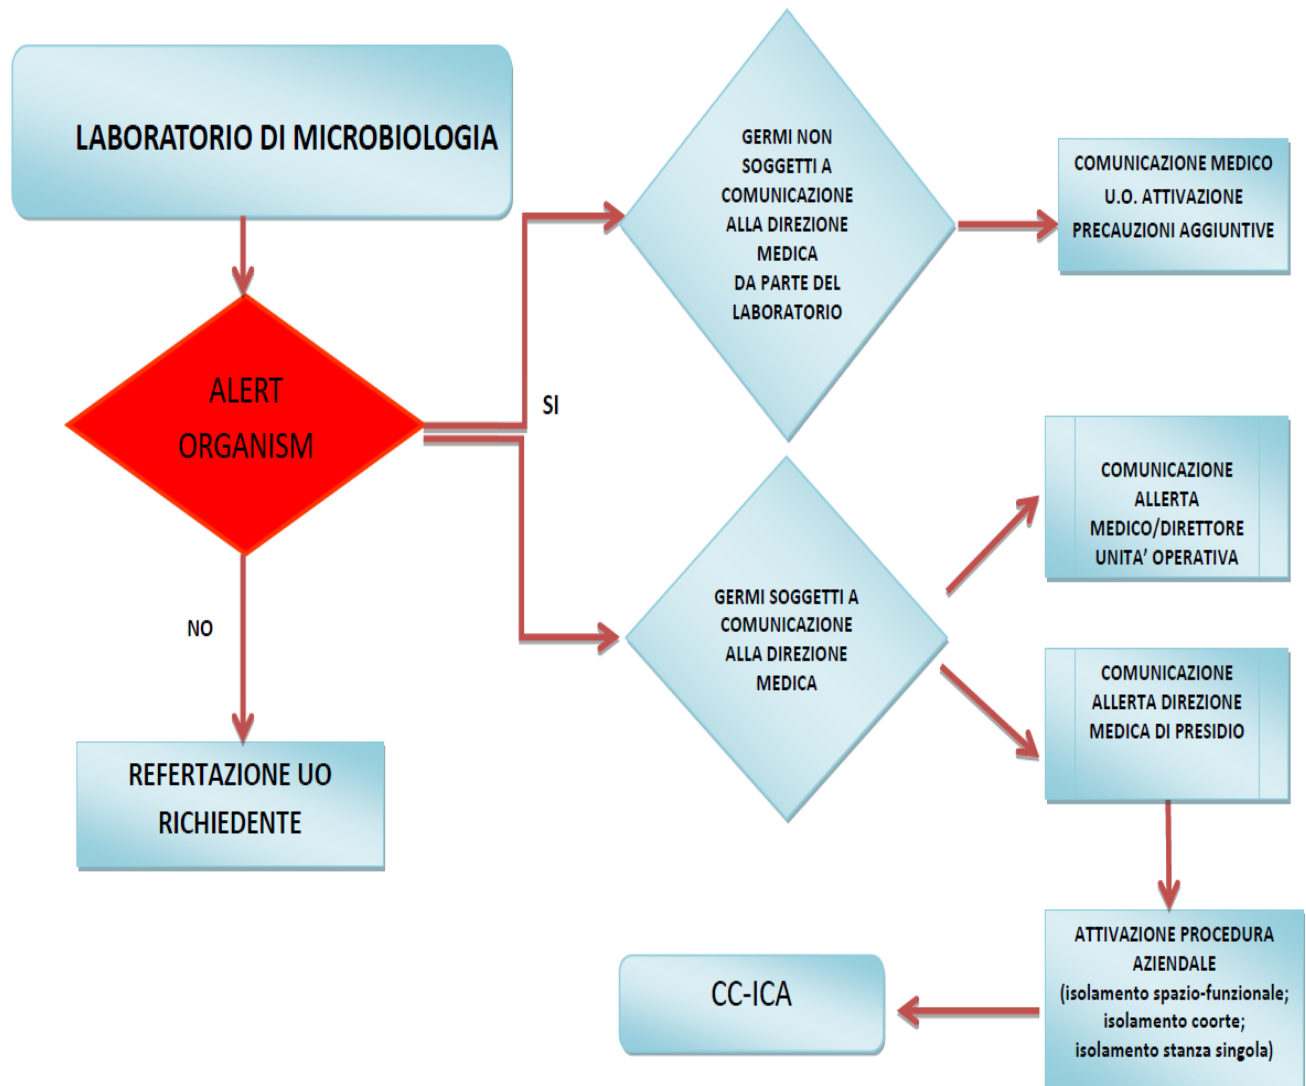 LABORATORIO DI MICROBIOLOGIA
ALERT
ORGANISM
SI
NO
REFERTAZIONE UO
RICHIEDENTE
GERMI NON
SOGGETTI A
COMUNICAZIONE
ALLA DIREZIONE
MEDICA
DA PARTE DEL
LABORATORIO
COMUNICAZIONE MEDICO
U.O. ATTIVAZIONE
PRECAUZIONI AGGIUNTIVE
GERMI SOGGETTI A
COMUNICAZIONE
ALLA DIREZIONE
MEDICA
COMUNICAZIONE
ALLERTA
MEDICO/DIRETTORE
UNITA' OPERATIVA
COMUNICAZIONE
ALLERTA DIREZIONE
MEDICA DI PRESIDIO
ATTIVAZIONE PROCEDURA
AZIENDALE
(isolamento spazio-funzionale;
isolamento coorte;
isolamento stanza singola)
CC-ICA